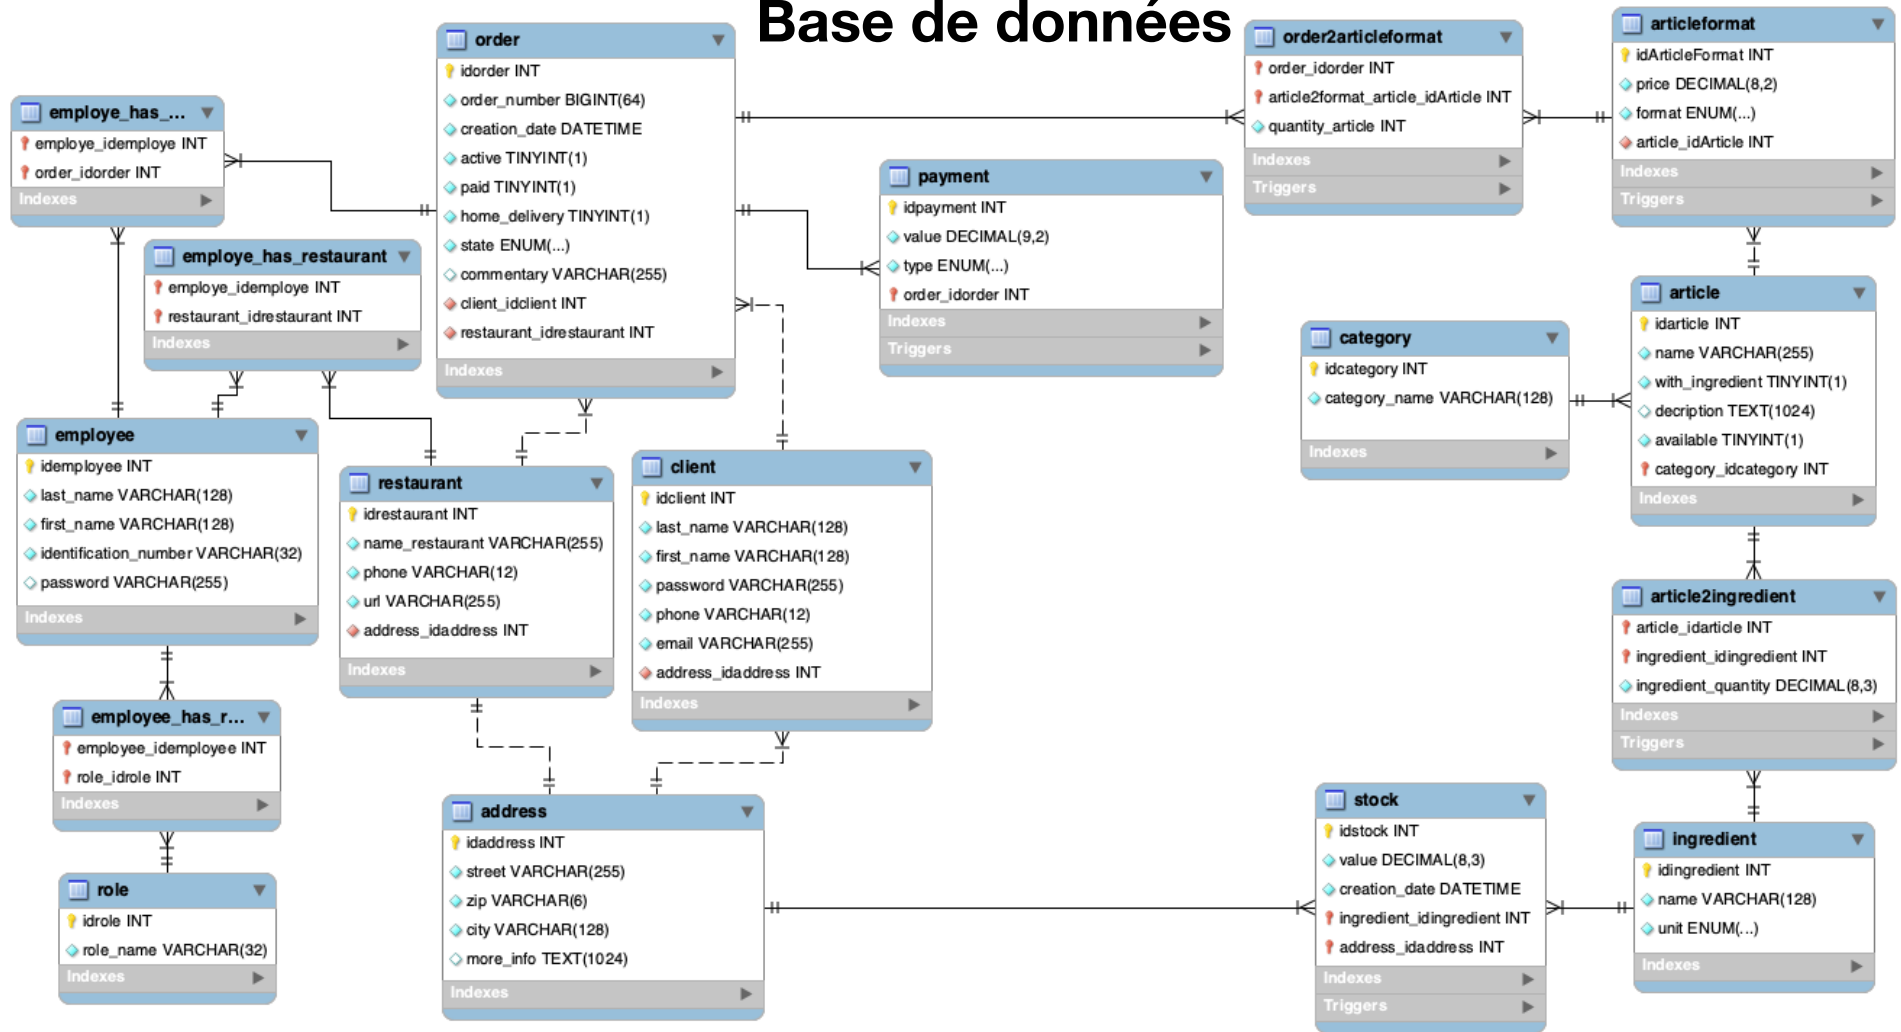 Base de données
order
idorder INT
order_number BIGINT(64)
creation_date DATETIME
active TINYINT(1)
paid TINYINT(1)
home_delivery TINYINT(1)
state ENUM(...)
commentary VARCHAR(255)
client_idclient INT
restaurant_idrestaurant INT
Indexes
order2articleformat
order_idorder INT
article2format_article_idArticle INT
quantity_article INT
Indexes
Triggers
articleformat
idArticleFormat INT
price DECIMAL(8,2)
format ENUM(...)
article_idArticle INT
Indexes
Triggers
employe_has_...
employe_idemploye INT
order_idorder INT
Indexes
payment
idpayment INT
value DECIMAL(9,2)
type ENUM(...)
order_idorder INT
Indexes
Triggers
employe_has_restaurant
employe_idemploye INT
restaurant_idrestaurant INT
Indexes
article
idarticle INT
name VARCHAR(255)
with_ingredient TINYINT(1)
decription TEXT(1024)
available TINYINT(1)
category_idcategory INT
Indexes
category
idcategory INT
category_name VARCHAR(128)
Indexes
employee
idemployee INT
last_name VARCHAR(128)
first_name VARCHAR(128)
identification_number VARCHAR(32)
password VARCHAR(255)
Indexes
restaurant
idrestaurant INT
name_restaurant VARCHAR(255)
phone VARCHAR(12)
url VARCHAR(255)
address_idaddress INT
Indexes
client
idclient INT
last_name VARCHAR(128)
first_name VARCHAR(128)
password VARCHAR(255)
phone VARCHAR(12)
email VARCHAR(255)
address_idaddress INT
Indexes
article2ingredient
article_idarticle INT
ingredient_idingredient INT
ingredient_quantity DECIMAL(8,3)
Indexes
Triggers
employee_has_r...
employee_idemployee INT
role_idrole INT
Indexes
address
idaddress INT
street VARCHAR(255)
zip VARCHAR(6)
city VARCHAR(128)
more_info TEXT(1024)
Indexes
stock
idstock INT
value DECIMAL(8,3)
creation_date DATETIME
ingredient_idingredient INT
address_idaddress INT
Indexes
Triggers
ingredient
idingredient INT
name VARCHAR(128)
unit ENUM(...)
Indexes
role
idrole INT
role_name VARCHAR(32)
Indexes